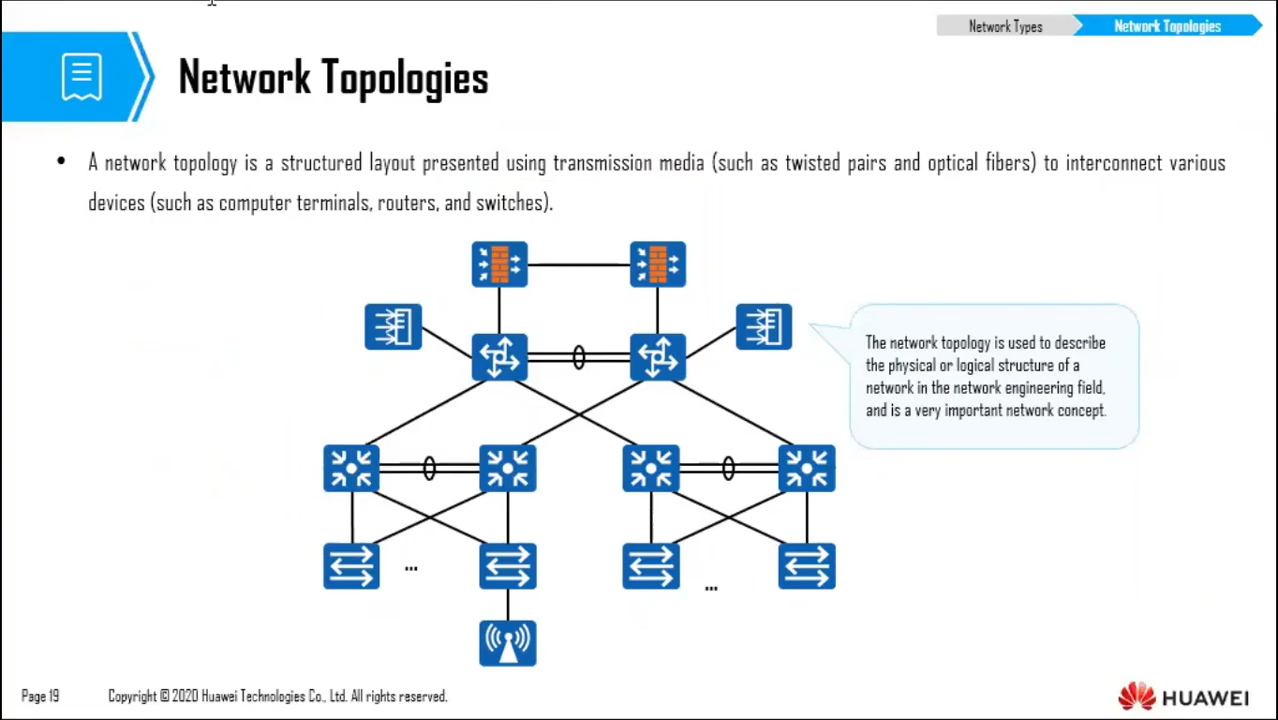 Network Types
Network Topologies
Network Topologies
• A network topology is a structured layout presented using transmission media (such as twisted pairs and optical fibers) to interconnect various
devices (such as computer terminals, routers, and switches).
The network topology is used to describe
the physical or logical structure of a
network in the network engineering field,
and is a very important network concept.
...
...
Page 19
Copyright © 2020 Huawei Technologies Co., Ltd. All rights reserved.
HUAWEI